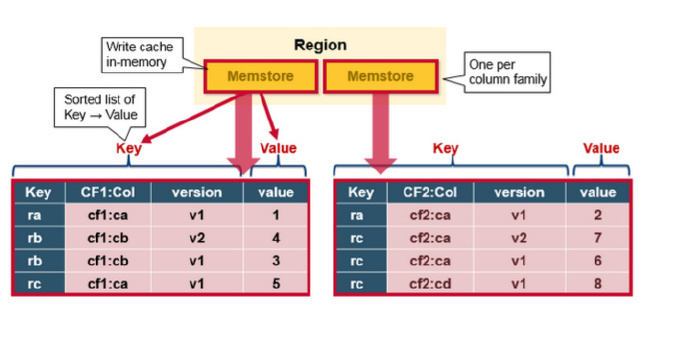 Region
Write cache
in-memory
Memstore
Memstore
One per
column family
Sorted list of
Key → Value
Key
Value
Key
Value
Key CF1:Col version value
ra cf1:ca v1 1
rb cf1:cb v2 4
rb cf1:cb v1 3
rc cf1:ca v1 5
Key CF2:Col version value
ra cf2:ca v1 2
rc cf2:ca v2 7
rc cf2:ca v1 6
rc cf2:cd v1 8